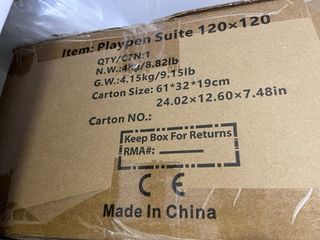 Item: Playpen Suite 120×120
QTY/CTN:1
N.W.:4kg/8.82lb
G.W.:4.15kg/9.15lb
Carton Size: 61*32*19cm
24.02×12.60×7.48in
Carton NO.:
Keep Box For Returns
RMA#:
CE
Made In China